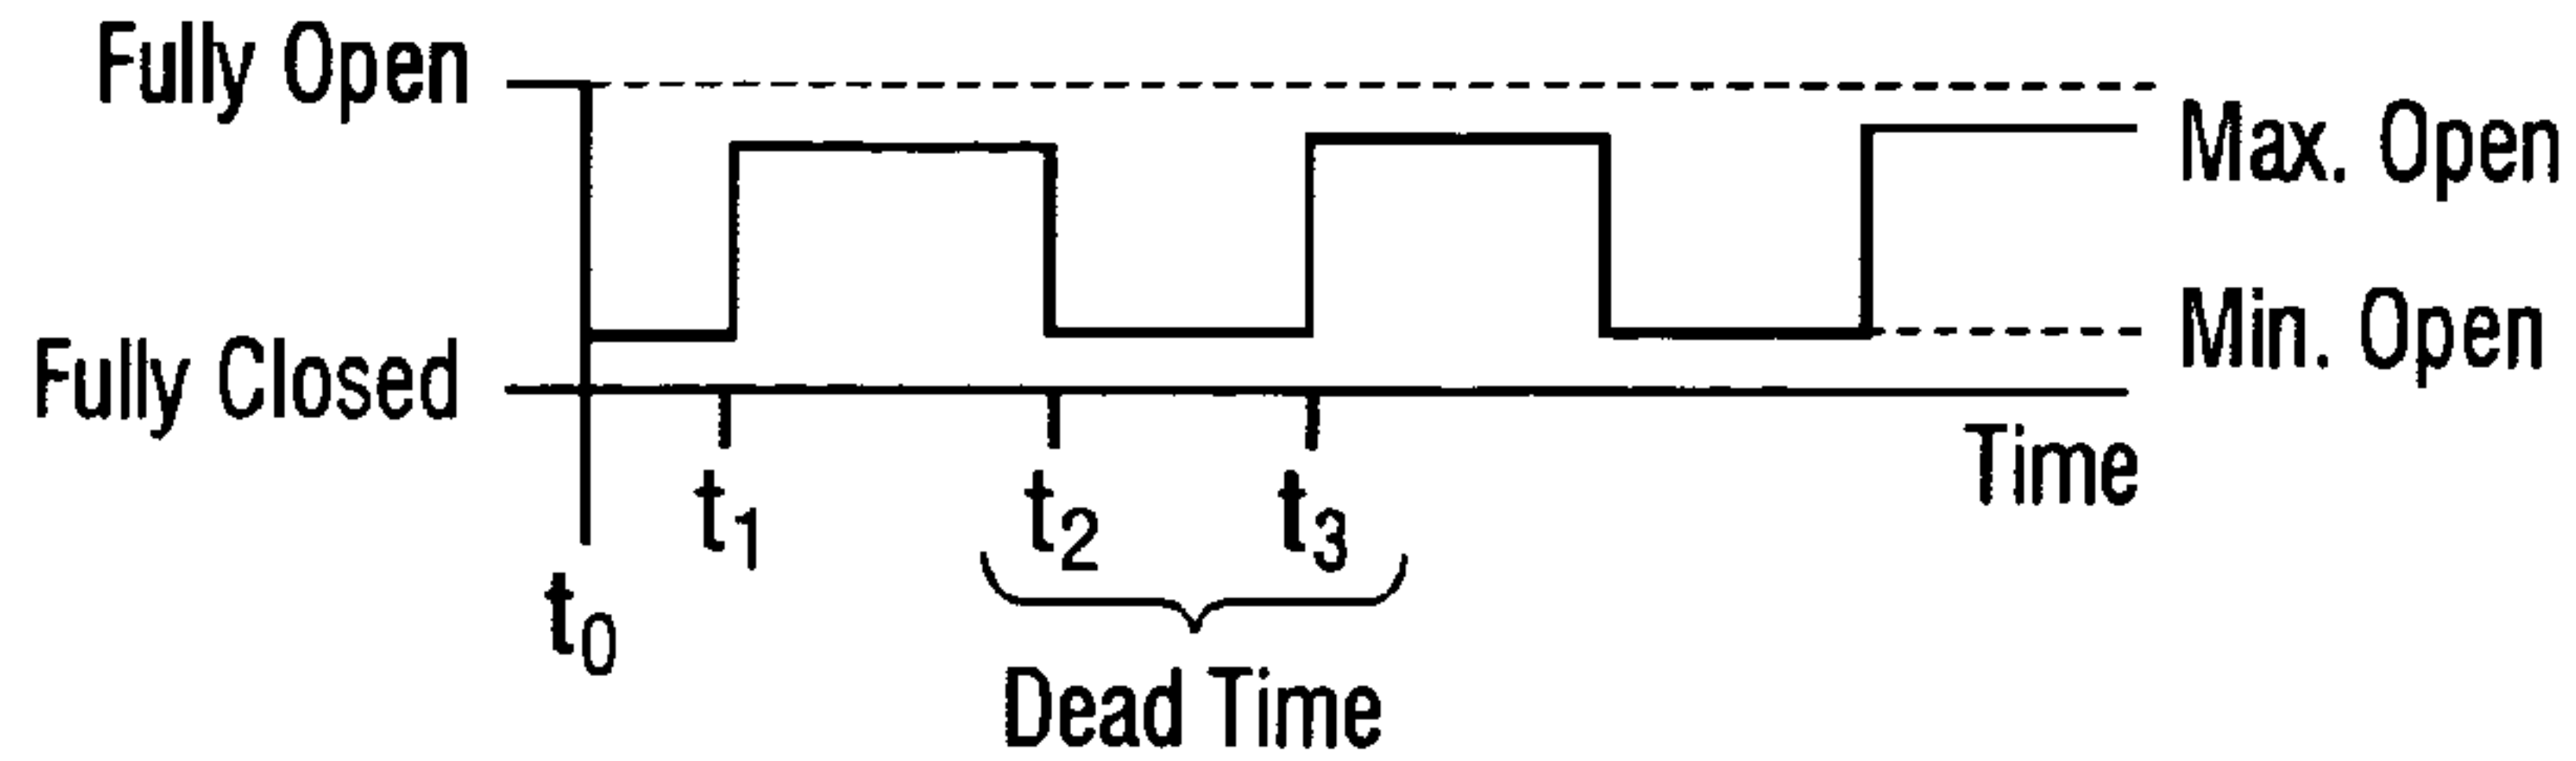 Fully Open
Max. Open
Min. Open
Fully Closed
Time
t₁
t₂
t₃
t₀
Dead Time